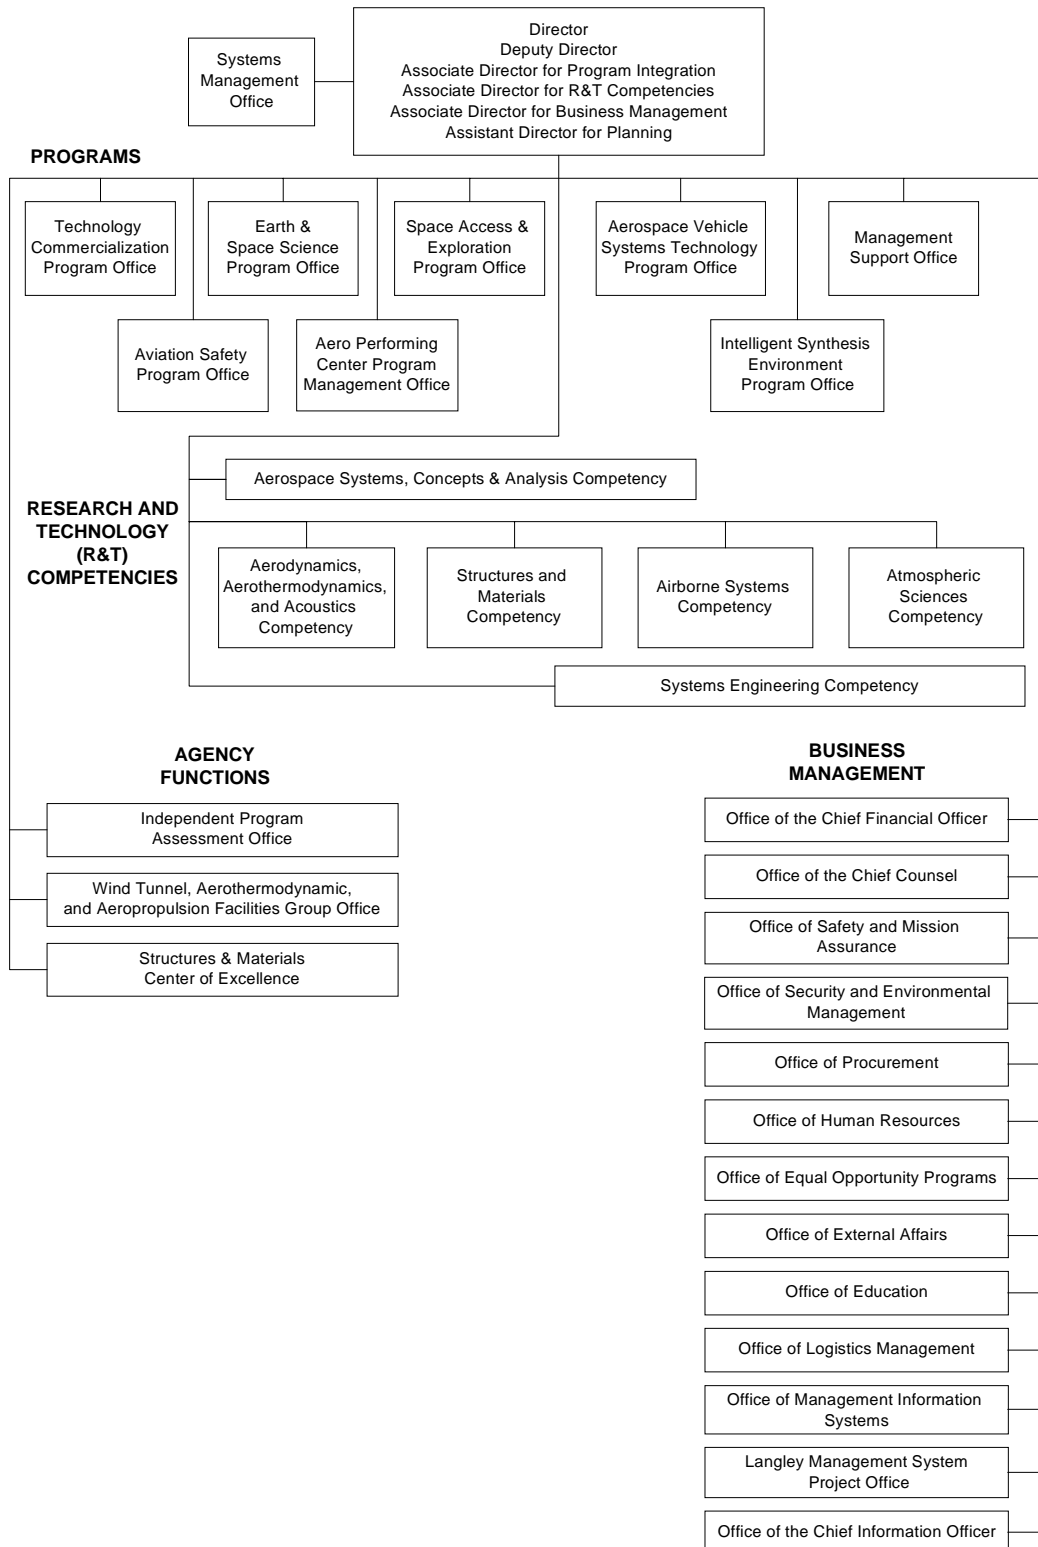 Director
Deputy Director
Associate Director for Program Integration
Associate Director for R&T Competencies
Associate Director for Business Management
Assistant Director for Planning
Systems
Management
Office
PROGRAMS
Technology
Commercialization
Program Office
Earth &
Space Science
Program Office
Space Access &
Exploration
Program Office
Aerospace Vehicle
Systems Technology
Program Office
Management
Support Office
Aviation Safety
Program Office
Aero Performing
Center Program
Management Office
Intelligent Synthesis
Environment
Program Office
RESEARCH AND
TECHNOLOGY
(R&T)
COMPETENCIES
Aerospace Systems, Concepts & Analysis Competency
Aerodynamics,
Aerothermodynamics,
and Acoustics
Competency
Structures and
Materials
Competency
Airborne Systems
Competency
Atmospheric
Sciences
Competency
Systems Engineering Competency
AGENCY
FUNCTIONS
Independent Program
Assessment Office
Wind Tunnel, Aerothermodynamic,
and Aeropropulsion Facilities Group Office
Structures & Materials
Center of Excellence
BUSINESS
MANAGEMENT
Office of the Chief Financial Officer
Office of the Chief Counsel
Office of Safety and Mission
Assurance
Office of Security and Environmental
Management
Office of Procurement
Office of Human Resources
Office of Equal Opportunity Programs
Office of External Affairs
Office of Education
Office of Logistics Management
Office of Management Information
Systems
Langley Management System
Project Office
Office of the Chief Information Officer